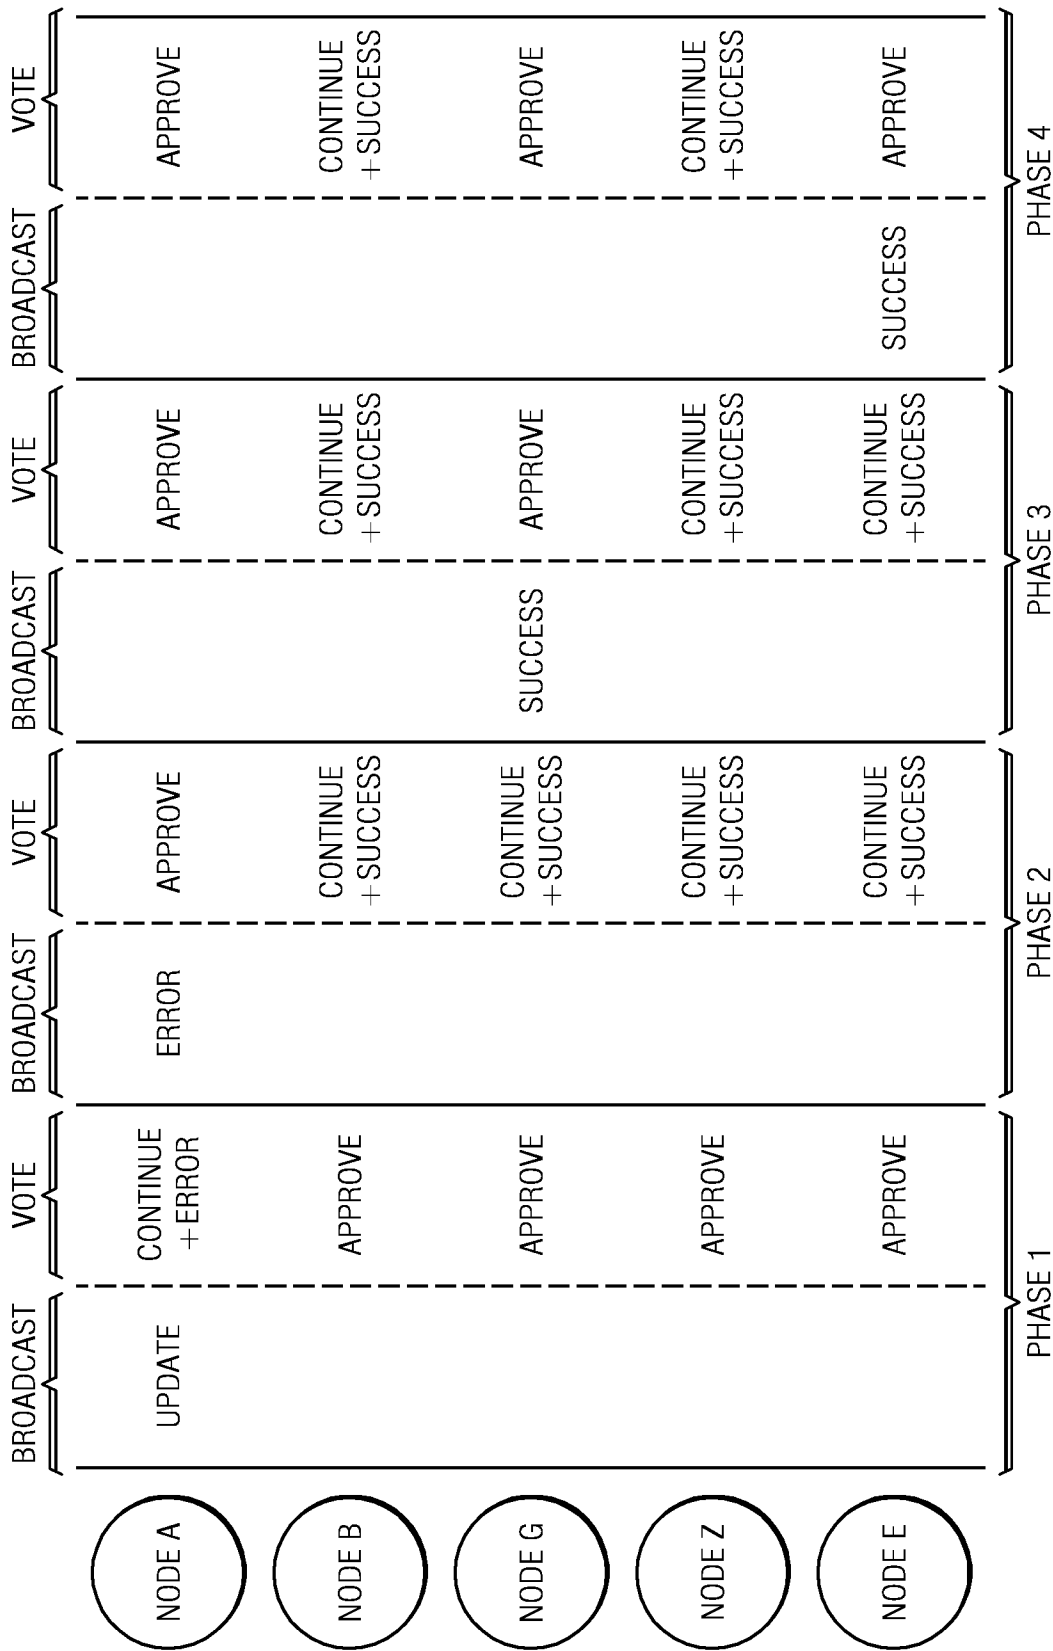 BROADCAST
VOTE
BROADCAST
VOTE
BROADCAST
VOTE
BROADCAST
VOTE
NODE A
UPDATE
CONTINUE
+ERROR
ERROR
APPROVE
APPROVE
APPROVE
NODE B
APPROVE
CONTINUE
+SUCCESS
CONTINUE
+SUCCESS
CONTINUE
+SUCCESS
NODE G
APPROVE
CONTINUE
+SUCCESS
SUCCESS
APPROVE
APPROVE
NODE Z
APPROVE
CONTINUE
+SUCCESS
CONTINUE
+SUCCESS
CONTINUE
+SUCCESS
NODE E
APPROVE
CONTINUE
+SUCCESS
CONTINUE
+SUCCESS
SUCCESS
APPROVE
PHASE 1
PHASE 2
PHASE 3
PHASE 4